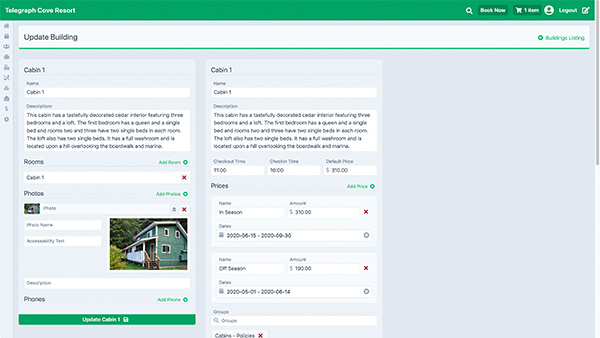 Telegraph Cove Resort
Book Now
1 item
Logout
Update Building
Buildings Listing
Cabin 1
Name
Cabin 1
Descriptions
This cabin has a tastefully decorated cedar interior featuring three
bedrooms and a loft. The first bedroom has a queen and a single
bed and rooms two and three have two single beds in each room.
The loft also has two single beds. It has a full washroom and is
located upon a hill overlooking the boardwalk and marina.
Rooms
Add Room
Cabin 1
Photos
Add Photos
Photo
Photo Name
Accessability Text
Description
Phones
Add Phone
Update Cabin 1
Cabin 1
Name
Cabin 1
Description
This cabin has a tastefully decorated cedar interior featuring three
bedrooms and a loft. The first bedroom has a queen and a single
bed and rooms two and three have two single beds in each room.
The loft also has two single beds. It has a full washroom and is
located upon a hill overlooking the boardwalk and marina.
Checkout Time
Checkin Time
Default Price
11:00
16:00
$ 310.00
Prices
Add Price
Name
Amount
In Season
$ 310.00
Dates
2020-06-15 - 2020-09-30
Name
Amount
Off Season
$ 190.00
Dates
2020-05-01 - 2020-06-14
Groups
Groups
Cabins - Policies